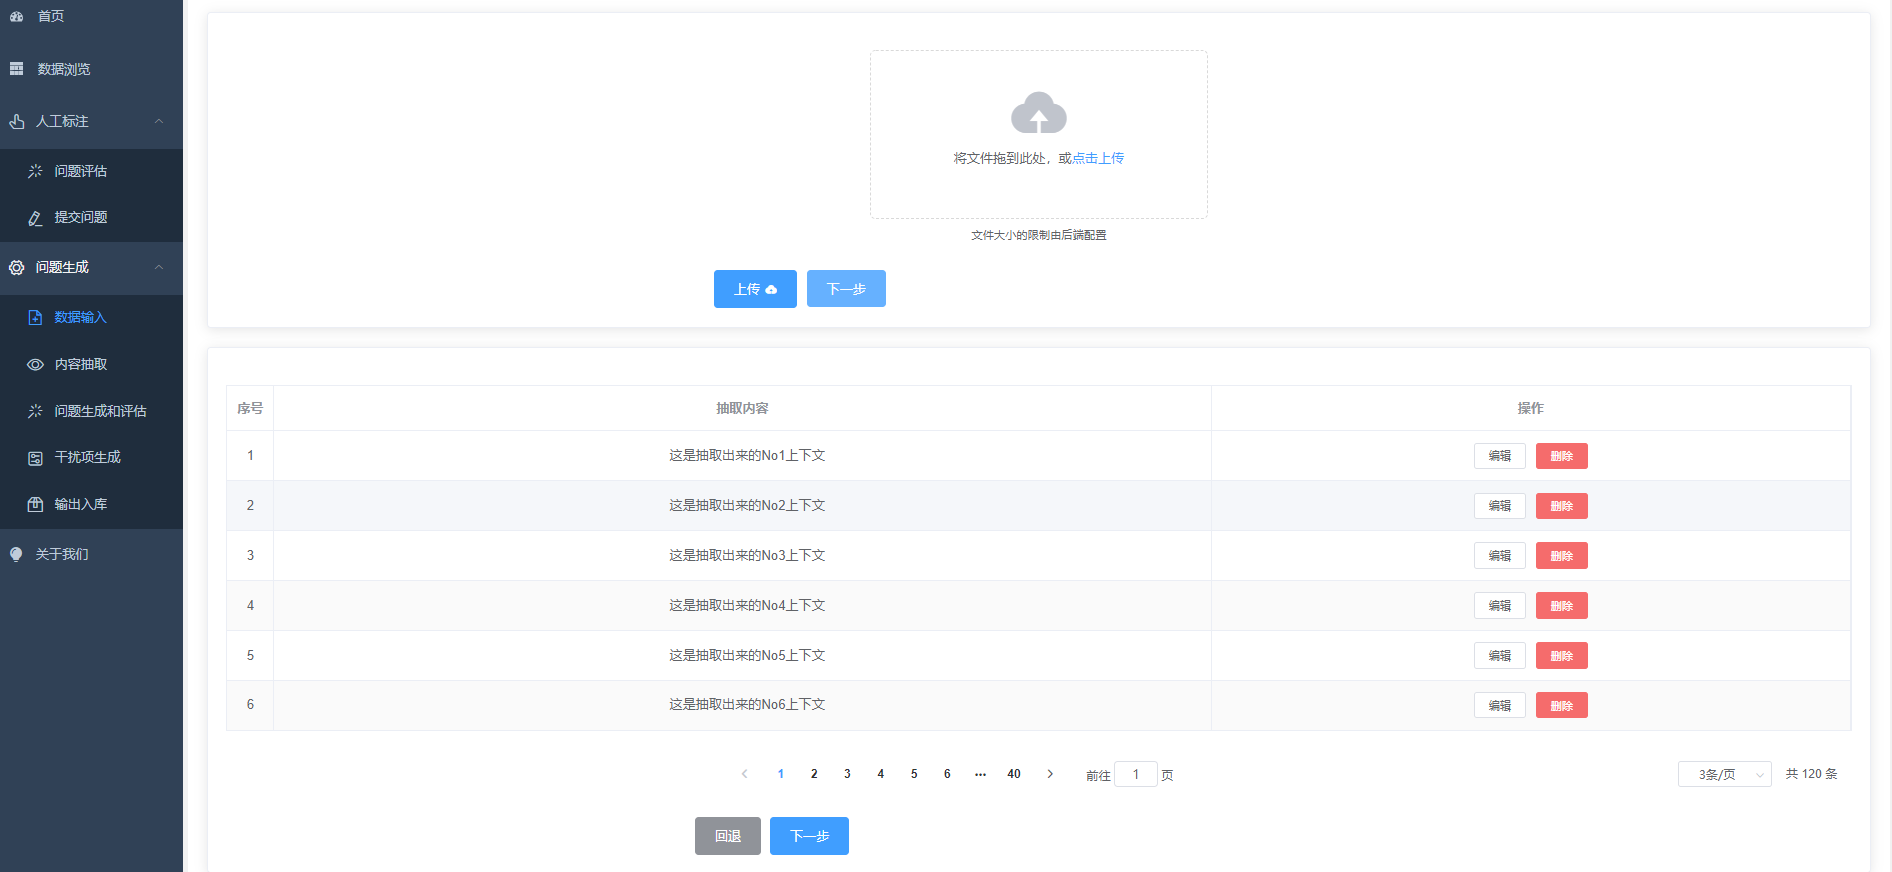 首页
数据浏览
人工标注
问题评估
提交问题
问题生成
数据输入
内容抽取
问题生成和评估
干扰项生成
输出入库
关于我们
将文件拖到此处，或点击上传
文件大小的限制由后端配置
上传 下一步
序号 抽取内容 操作
1 这是抽取出来的No1上下文 编辑 删除
2 这是抽取出来的No2上下文 编辑 删除
3 这是抽取出来的No3上下文 编辑 删除
4 这是抽取出来的No4上下文 编辑 删除
5 这是抽取出来的No5上下文 编辑 删除
6 这是抽取出来的No6上下文 编辑 删除
1 2 3 4 5 6 ... 40 前往 1 页 3条/页 共 120 条
回退 下一步